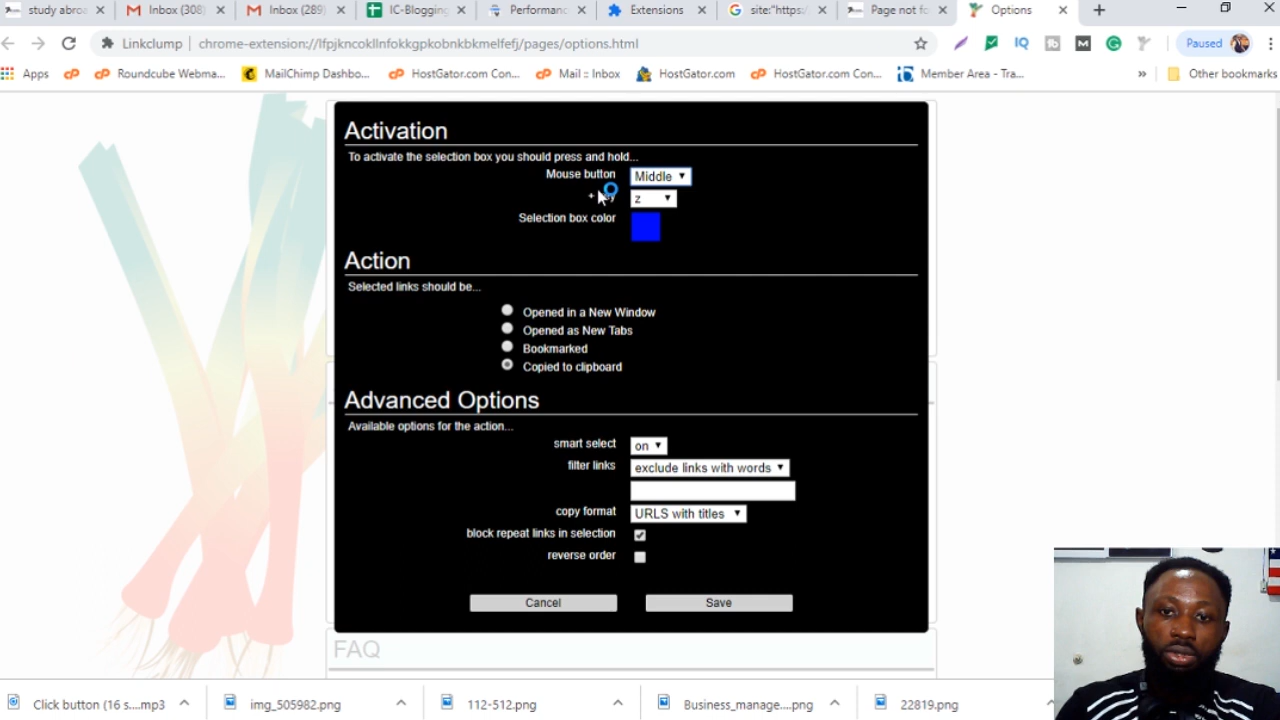 study abroa
Inbox (308)
Inbox (289)
IC-Blogging
Performanc
Extensions
site:"https:
Page not fo
Options
Linkclump
chrome-extension://lfpjkncokllnfokkgpkobnkbkmelfefj/pages/options.html
Paused
Apps
Roundcube Webma...
MailChimp Dashbo...
HostGator.com Con...
Mail :: Inbox
HostGator.com
HostGator.com Con...
Member Area - Tra...
»
Other bookmarks
Activation
To activate the selection box you should press and hold...
Mouse button
Middle
z
Selection box color
Action
Selected links should be...
Opened in a New Window
Opened as New Tabs
Bookmarked
Copied to clipboard
Advanced Options
Available options for the action...
smart select
on
filter links
exclude links with words
copy format
URLS with titles
block repeat links in selection
reverse order
Cancel
Save
FAQ
Click button (16 s....mp3
img_505982.png
112-512.png
Business_manage....png
22819.png